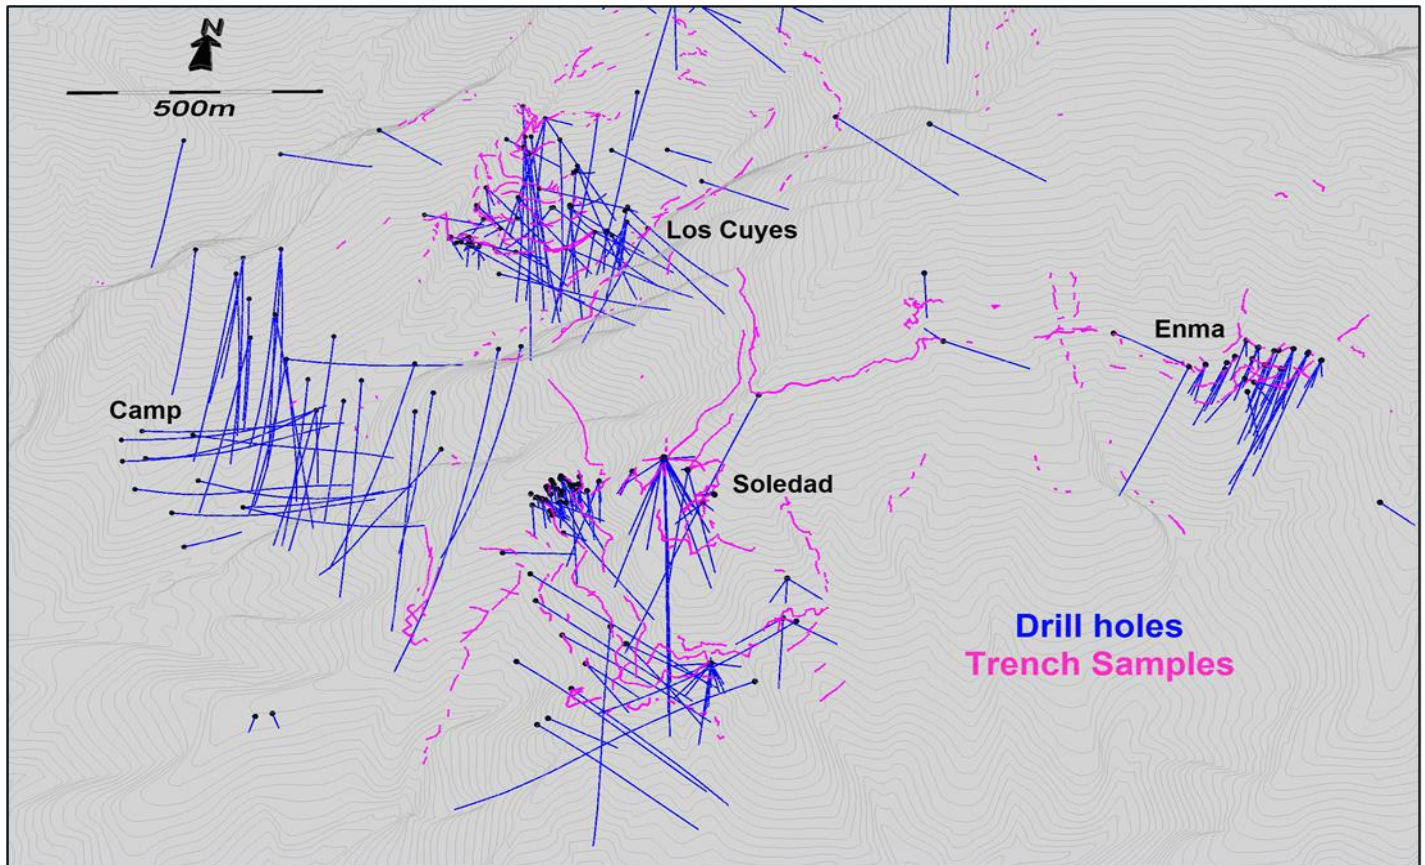 N
500m
Los Cuyes
Enma
Camp
Soledad
Drill holes
Trench Samples